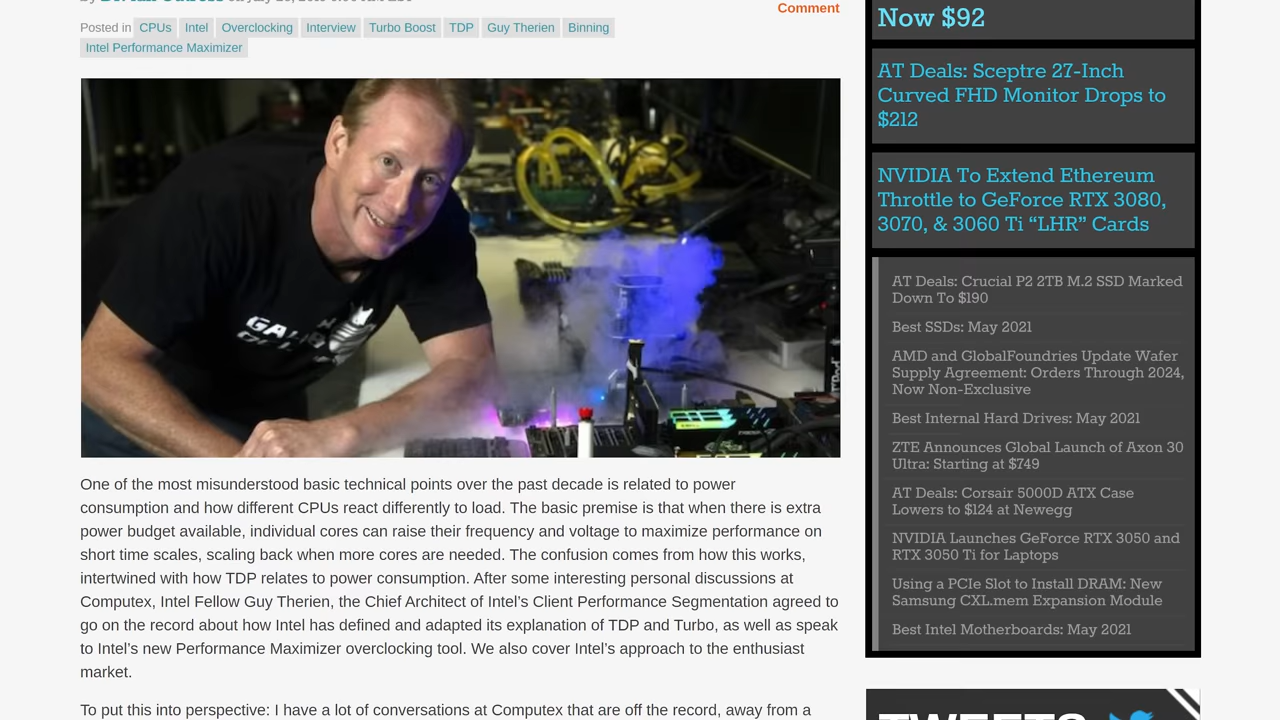 Comment
Posted in CPUs Intel Overclocking Interview Turbo Boost TDP Guy Therien Binning
Intel Performance Maximizer
One of the most misunderstood basic technical points over the past decade is related to power
consumption and how different CPUs react differently to load. The basic premise is that when there is extra
power budget available, individual cores can raise their frequency and voltage to maximize performance on
short time scales, scaling back when more cores are needed. The confusion comes from how this works,
intertwined with how TDP relates to power consumption. After some interesting personal discussions at
Computex, Intel Fellow Guy Therien, the Chief Architect of Intel’s Client Performance Segmentation agreed to
go on the record about how Intel has defined and adapted its explanation of TDP and Turbo, as well as speak
to Intel’s new Performance Maximizer overclocking tool. We also cover Intel’s approach to the enthusiast
market.
To put this into perspective: I have a lot of conversations at Computex that are off the record, away from a
Now $92
AT Deals: Sceptre 27-Inch
Curved FHD Monitor Drops to
$212
NVIDIA To Extend Ethereum
Throttle to GeForce RTX 3080,
3070, & 3060 Ti “LHR” Cards
AT Deals: Crucial P2 2TB M.2 SSD Marked
Down To $190
Best SSDs: May 2021
AMD and GlobalFoundries Update Wafer
Supply Agreement: Orders Through 2024,
Now Non-Exclusive
Best Internal Hard Drives: May 2021
ZTE Announces Global Launch of Axon 30
Ultra: Starting at $749
AT Deals: Corsair 5000D ATX Case
Lowers to $124 at Newegg
NVIDIA Launches GeForce RTX 3050 and
RTX 3050 Ti for Laptops
Using a PCIe Slot to Install DRAM: New
Samsung CXL.mem Expansion Module
Best Intel Motherboards: May 2021
TWEETS